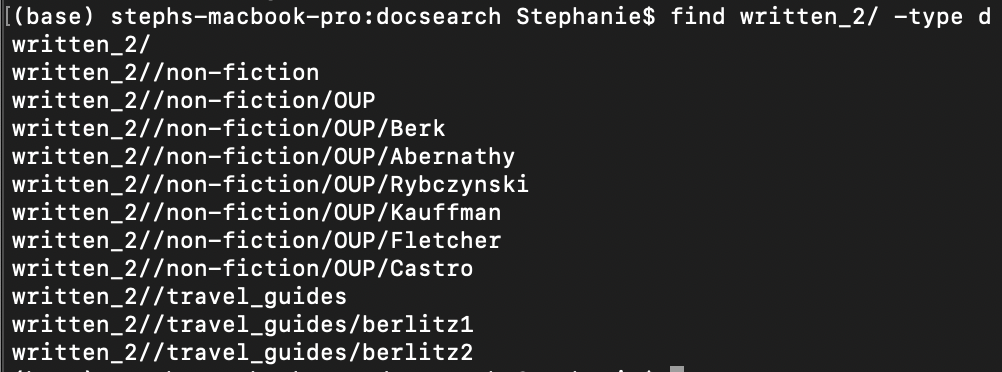 (base) stephs-macbook-pro:docsearch Stephanie$ find written_2/ -type d
written_2/
written_2//non-fiction
written_2//non-fiction/OUP
written_2//non-fiction/OUP/Berk
written_2//non-fiction/OUP/Abernathy
written_2//non-fiction/OUP/Rybczynski
written_2//non-fiction/OUP/Kauffman
written_2//non-fiction/OUP/Fletcher
written_2//non-fiction/OUP/Castro
written_2//travel_guides
written_2//travel_guides/berlitz1
written_2//travel_guides/berlitz2